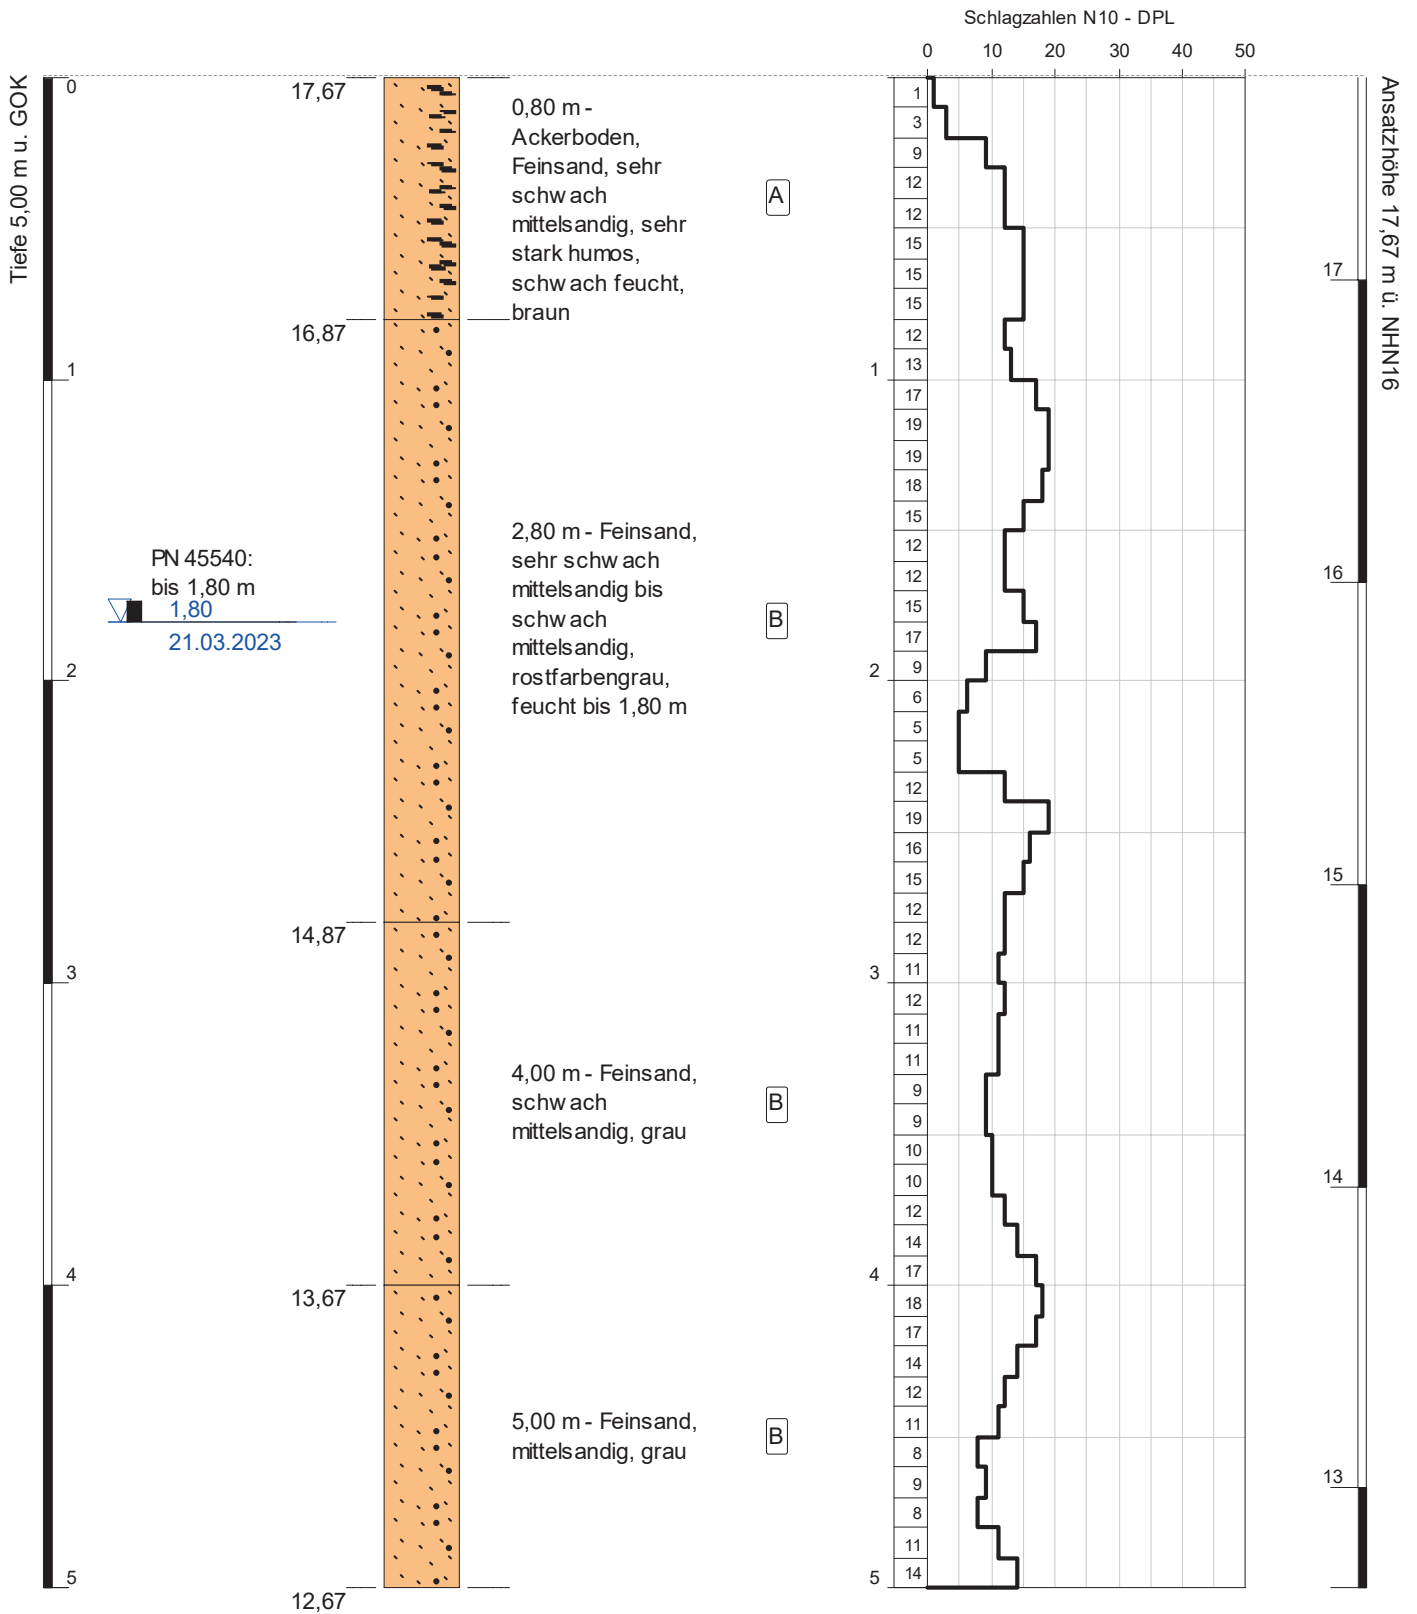 Schlagzahlen N10 - DPL
0 10 20 30 40 50
Tiefe 5,00 m u. GOK
0
1
2
3
4
5
PN 45540:
bis 1,80 m
1,80
21.03.2023
17,67
16,87
14,87
13,67
12,67
0,80 m -
Ackerboden,
Feinsand, sehr
schwach
mittelsandig, sehr
stark humos,
schwach feucht,
braun
A
2,80 m - Feinsand,
sehr schwach
mittelsandig bis
schwach
mittelsandig,
rostfarbengrau,
feucht bis 1,80 m
B
4,00 m - Feinsand,
schwach
mittelsandig, grau
B
5,00 m - Feinsand,
mittelsandig, grau
B
1
2
3
4
5
1
3
9
12
12
15
15
15
12
13
17
19
19
18
15
12
12
15
17
9
6
5
5
12
19
16
15
12
12
11
12
11
11
9
9
10
10
12
14
17
18
17
14
12
11
8
9
8
11
14
17
16
15
14
13
Ansatzhöhe 17,67 m ü. NHN16